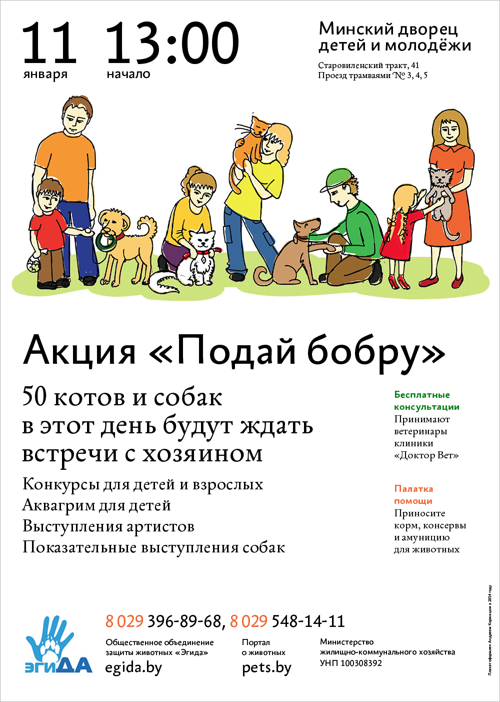 11
января
13:00
начало
Минский дворец
детей и молодёжи
Старовиленский тракт, 41
Проезд трамваями № 3, 4, 5
Акция «Подай бобру»
50 котов и собак
в этот день будут ждать
встречи с хозяином
Конкурсы для детей и взрослых
Аквагрим для детей
Выступления артистов
Показательные выступления собак
Бесплатные
консультации
Принимают
ветеринары
клиники
«Доктор Вет»
Палатка
помощи
Приносите
корм, консервы
и амуницию
для животных
эгиДА
8 029 396-89-68, 8 029 548-14-11
Общественное объединение
защиты животных «Эгида»
egida.by
Портал
о животных
pets.by
Министерство
жилищно-коммунального хозяйства
УНП 100308392